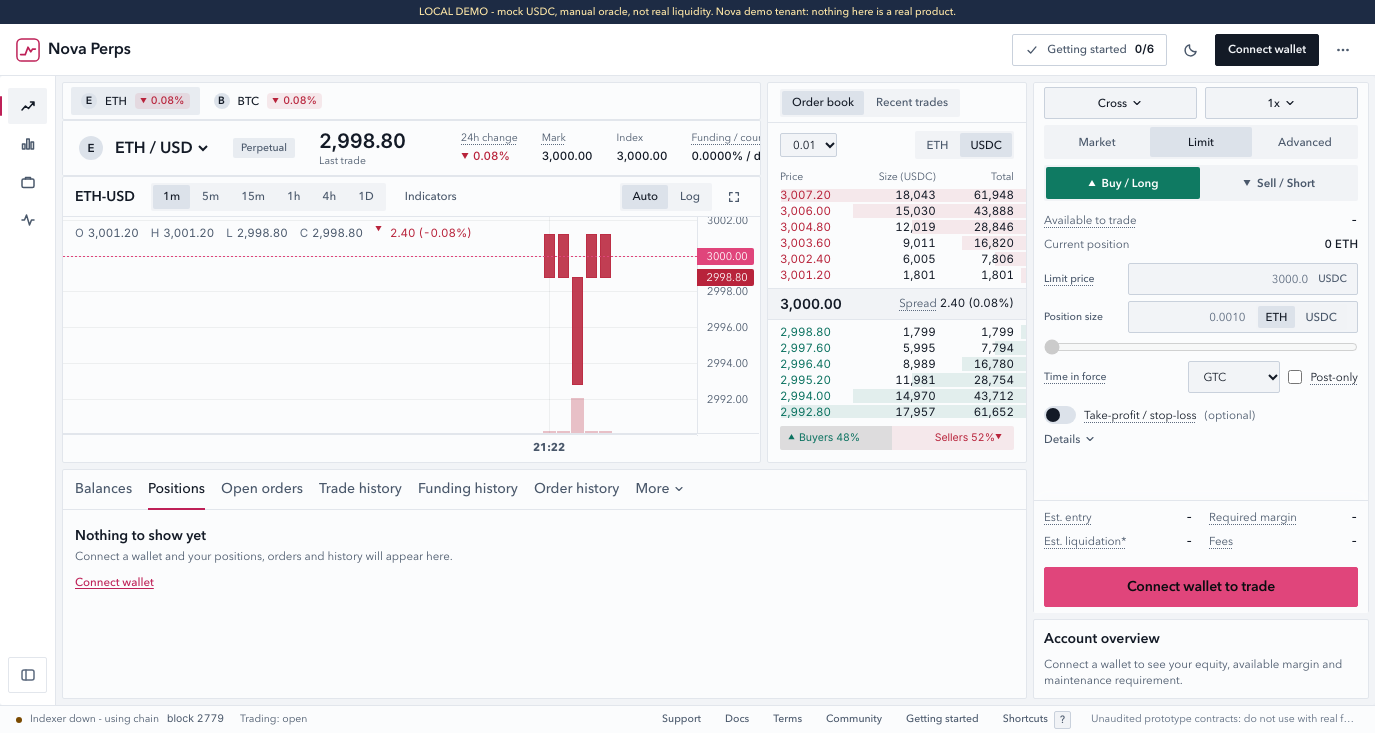 LOCAL DEMO - mock USDC, manual oracle, not real liquidity. Nova demo tenant: nothing here is a real product.
Nova Perps
Getting started 0/6
Connect wallet
E ETH 0.08%
B BTC 0.08%
E ETH / USD
Perpetual
2,998.80
Last trade
24h change
0.08%
Mark
3,000.00
Index
3,000.00
Funding / cou
0.0000% / d
ETH-USD
1m 5m 15m 1h 4h 1D Indicators
Auto Log
O 3,001.20 H 3,001.20 L 2,998.80 C 2,998.80 2.40 (-0.08%)
3002.00
3000.00
2998.80
2998.00
2996.00
2994.00
2992.00
21:22
Order book Recent trades
0.01
ETH USDC
Price Size (USDC) Total
3,007.20 18,043 61,948
3,006.00 15,030 43,888
3,004.80 12,019 28,846
3,003.60 9,011 16,820
3,002.40 6,005 7,806
3,001.20 1,801 1,801
3,000.00 Spread 2.40 (0.08%)
2,998.80 1,799 1,799
2,997.60 5,995 7,794
2,996.40 8,989 16,780
2,995.20 11,981 28,754
2,994.00 14,970 43,712
2,992.80 17,957 61,652
Buyers 48% Sellers 52%
Cross 1x
Market Limit Advanced
Buy / Long Sell / Short
Available to trade -
Current position 0 ETH
Limit price 3000.0 USDC
Position size 0.0010 ETH USDC
Time in force GTC Post-only
Take-profit / stop-loss (optional)
Details
Est. entry - Required margin -
Est. liquidation* - Fees -
Connect wallet to trade
Account overview
Connect a wallet to see your equity, available margin and
maintenance requirement.
Balances Positions Open orders Trade history Funding history Order history More
Nothing to show yet
Connect a wallet and your positions, orders and history will appear here.
Connect wallet
Indexer down - using chain block 2779 Trading: open
Support Docs Terms Community Getting started Shortcuts ? Unaudited prototype contracts: do not use with real f...